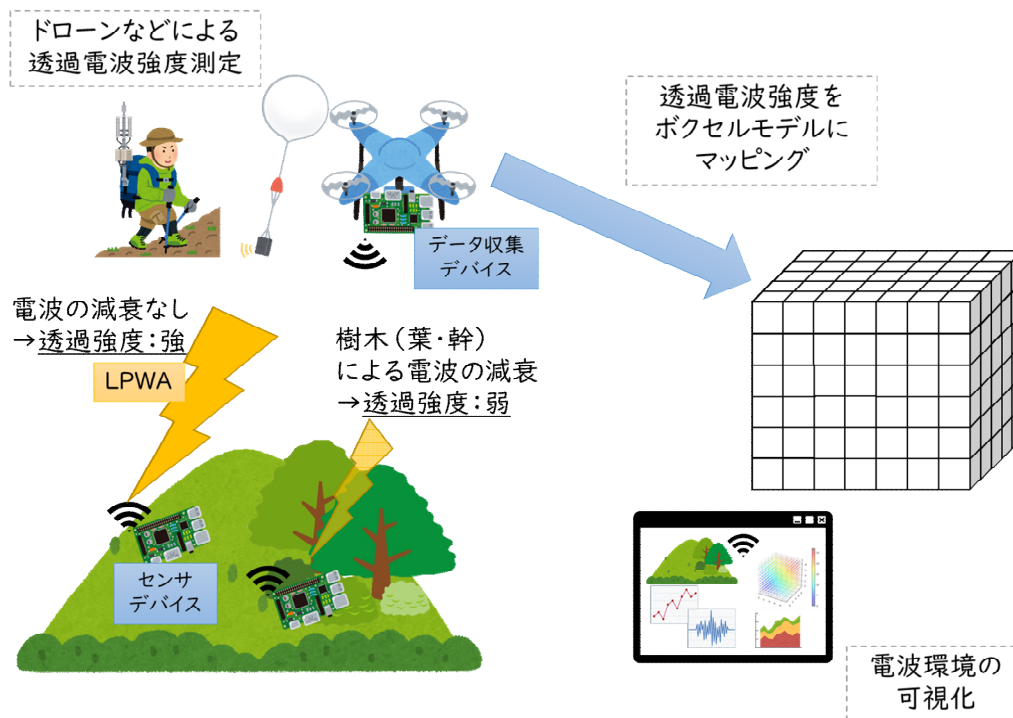 ドローンなどによる
透過電波強度測定
透過電波強度を
ボクセルモデルに
マッピング
データ収集
デバイス
電波の減衰なし
→透過強度:強
LPWA
樹木(葉・幹)
による電波の減衰
→透過強度:弱
センサ
デバイス
電波環境の
可視化